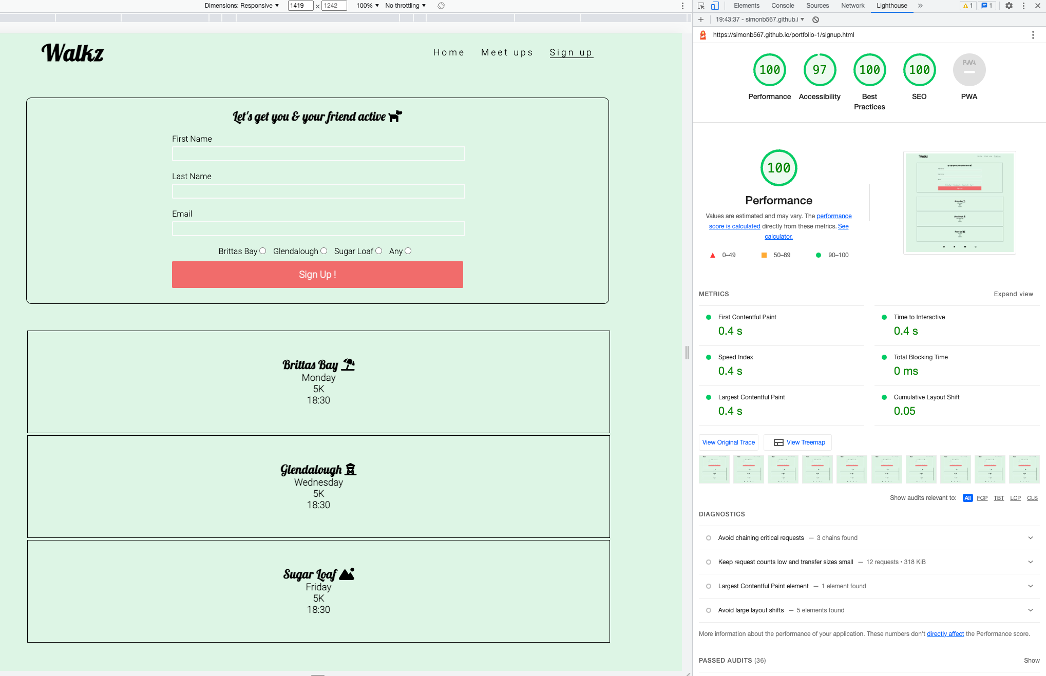 Dimensions: Responsive ▼ 1419 x 1242 100% ▼ No throttling ▼
Walkz
Home Meet ups Sign up
Let's get you & your friend active
First Name
Last Name
Email
Brittas Bay Glendalough Sugar Loaf Any
Sign Up !
Brittas Bay
Monday
5K
18:30
Glendalough
Wednesday
5K
18:30
Sugar Loaf
Friday
5K
18:30
Elements Console Sources Network Lighthouse » 1 1
+ 19:43:37 - simonb567.github.i ▼
https://simonb567.github.io/portfolio-1/signup.html
100 97 100 100 PWA
Performance Accessibility Best Practices SEO PWA
100
Performance
Values are estimated and may vary. The performance
score is calculated directly from these metrics. See
calculator.
0–49 50–89 90–100
METRICS Expand view
First Contentful Paint
0.4 s
Time to Interactive
0.4 s
Speed Index
0.4 s
Total Blocking Time
0 ms
Largest Contentful Paint
0.4 s
Cumulative Layout Shift
0.05
View Original Trace View Treemap
Show audits relevant to: All FCP TBT LCP CLS
DIAGNOSTICS
Avoid chaining critical requests — 3 chains found
Keep request counts low and transfer sizes small — 12 requests • 318 KiB
Largest Contentful Paint element — 1 element found
Avoid large layout shifts — 5 elements found
More information about the performance of your application. These numbers don't directly affect the Performance score.
PASSED AUDITS (36) Show